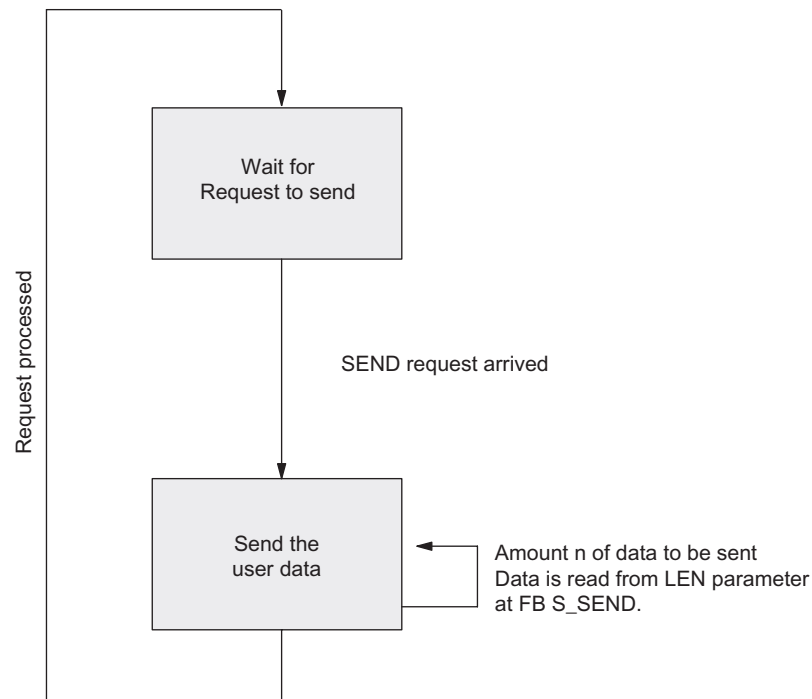 Wait for
Request to send
Request processed
SEND request arrived
Send the
user data
Amount n of data to be sent
Data is read from LEN parameter
at FB S_SEND.